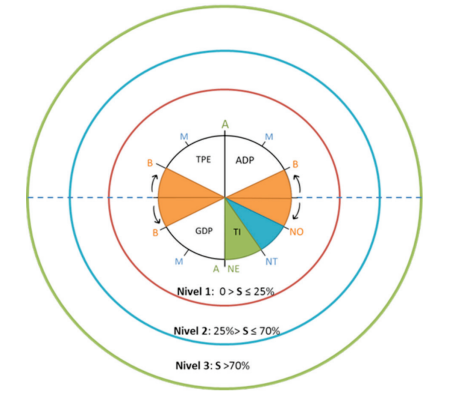 A
M
M
TPE
ADP
B
B
B
NO
GDP
TI
M
NT
A
NE
Nivel 1: 0 > S ≤ 25%
Nivel 2: 25%> S ≤ 70%
Nivel 3: S >70%